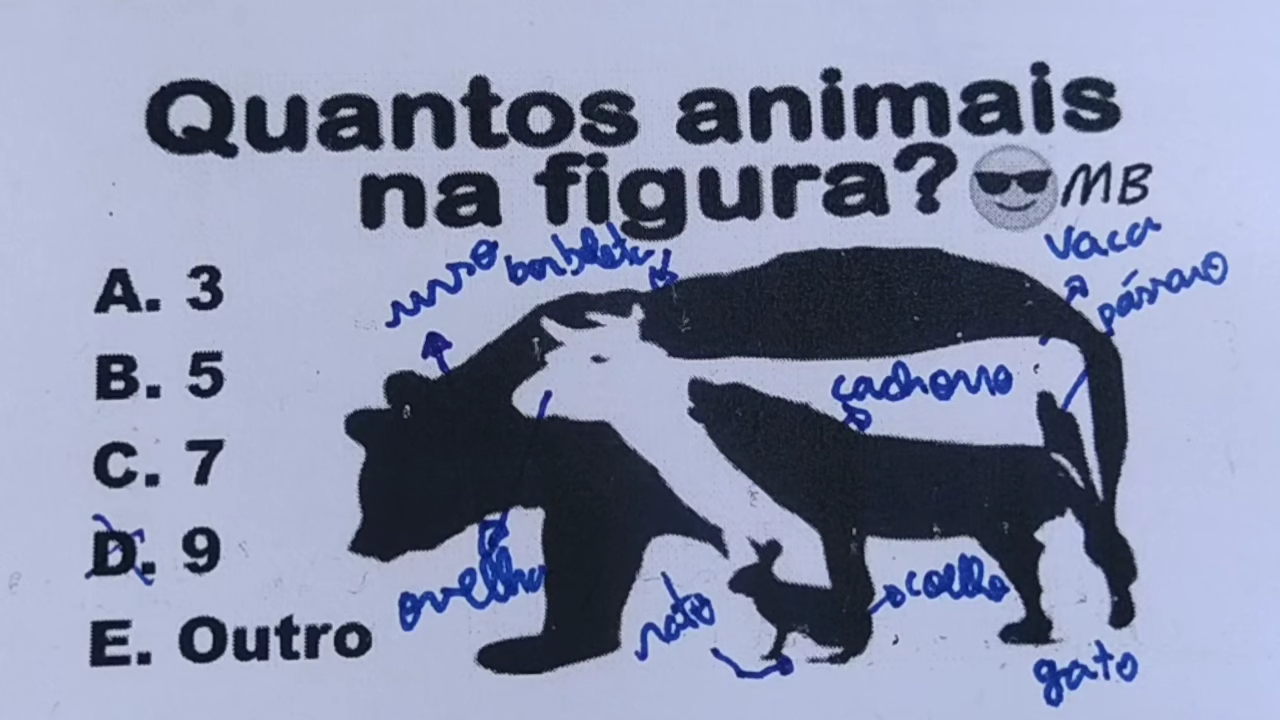 Quantos animais
na figura? MB
A. 3
B. 5
C. 7
D. 9
E. Outro
urso
borboleta
vaca
pássaro
cachorro
ovelha
rato
coelho
gato